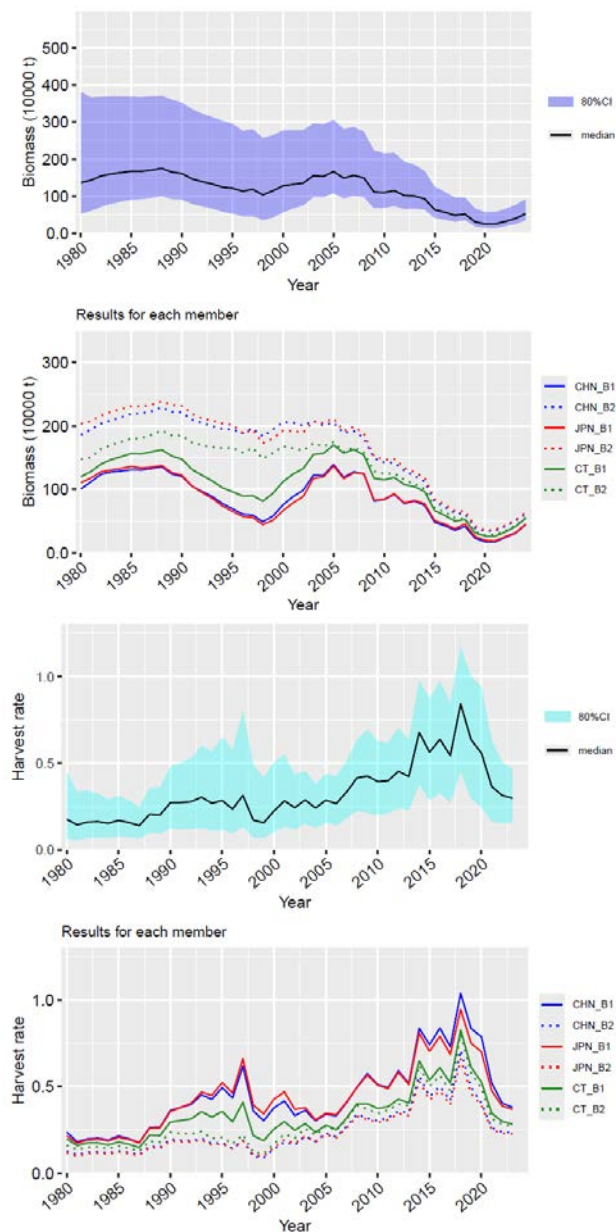 Biomass (10000 t)
500
400
300
200
100
0.0
1980
1985
1990
1995
2000
2005
2010
2015
2020
Year
80%CI
median
Results for each member
Biomass (10000 t)
300
200
100
0.0
1980
1985
1990
1995
2000
2005
2010
2015
2020
Year
CHN_B1
CHN_B2
JPN_B1
JPN_B2
CT_B1
CT_B2
Harvest rate
1.0
0.5
0.0
1980
1985
1990
1995
2000
2005
2010
2015
2020
Year
80%CI
median
Results for each member
Harvest rate
1.0
0.5
0.0
1980
1985
1990
1995
2000
2005
2010
2015
2020
Year
CHN_B1
CHN_B2
JPN_B1
JPN_B2
CT_B1
CT_B2